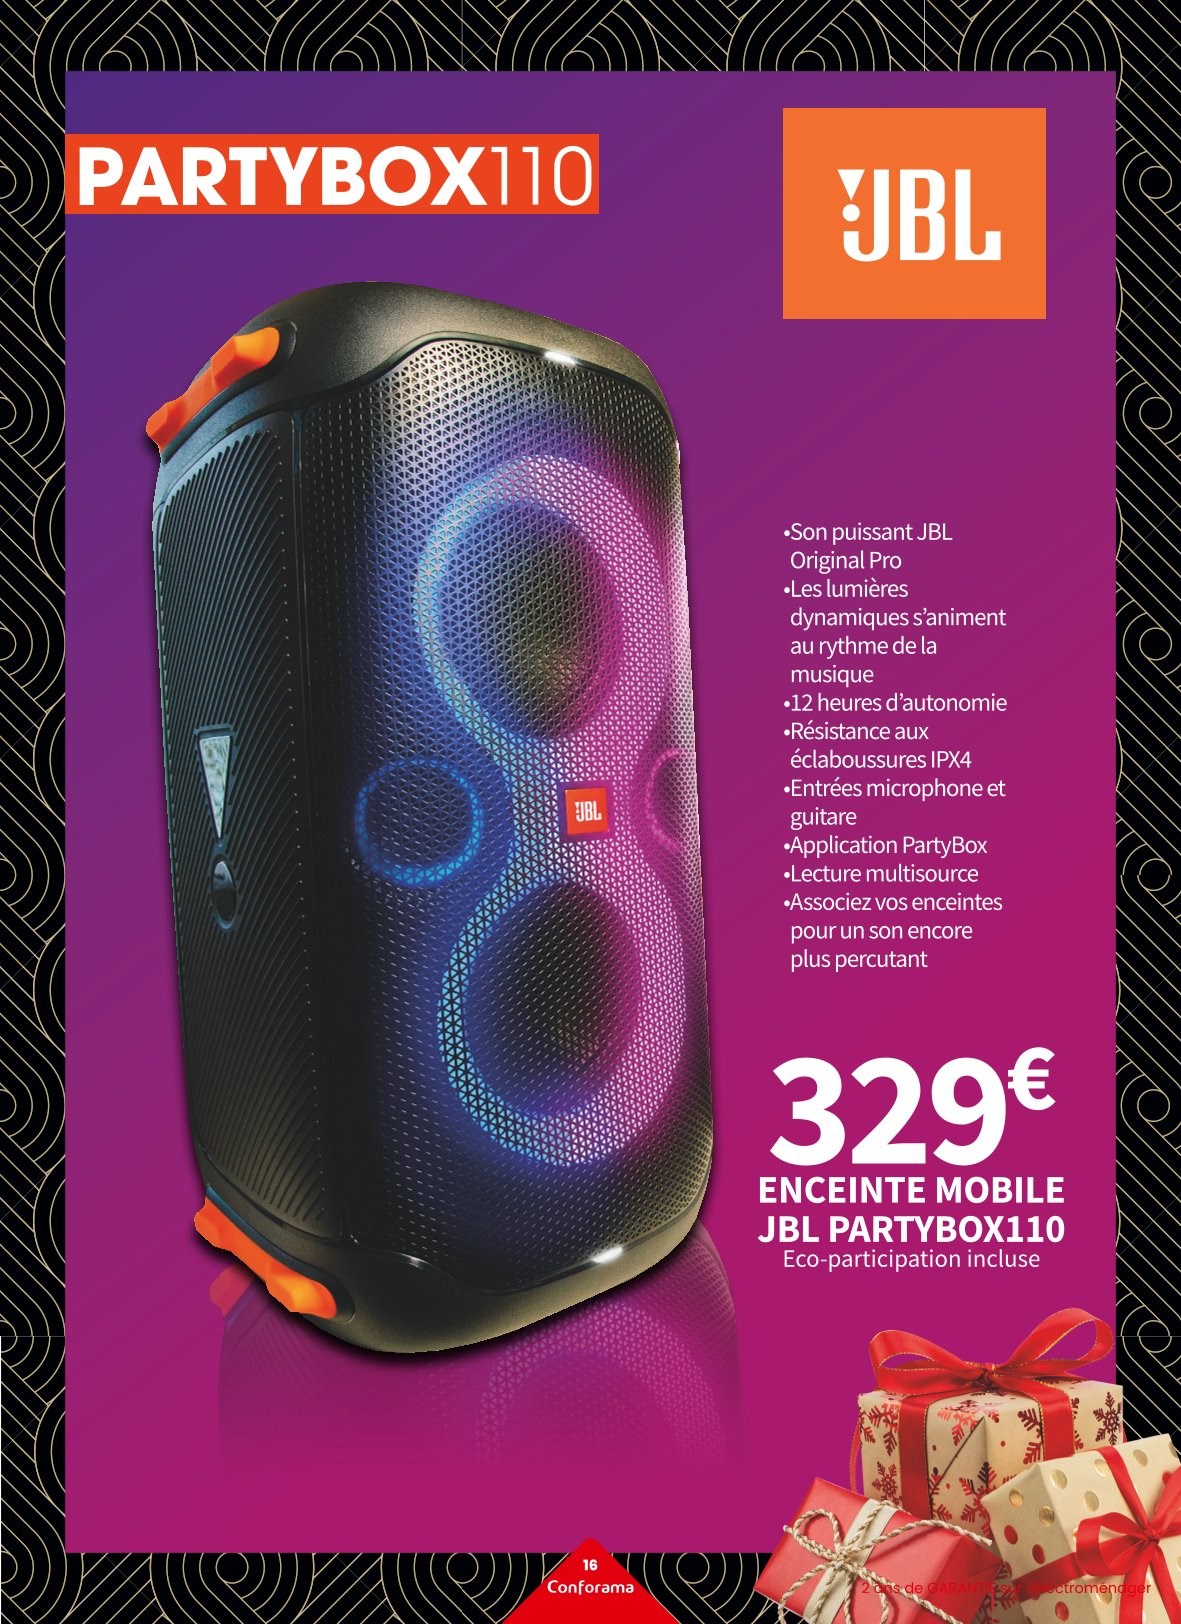 PARTYBOX110
JBL
•Son puissant JBL
Original Pro
•Les lumières
dynamiques s’animent
au rythme de la
musique
•12 heures d’autonomie
•Résistance aux
éclaboussures IPX4
•Entrées microphone et
guitare
•Application PartyBox
•Lecture multisource
•Associez vos enceintes
pour un son encore
plus percutant
JBL
329€
ENCEINTE MOBILE
JBL PARTYBOX110
Eco-participation incluse
16
Conforama
2 ans de GARANTIE sur électroménager